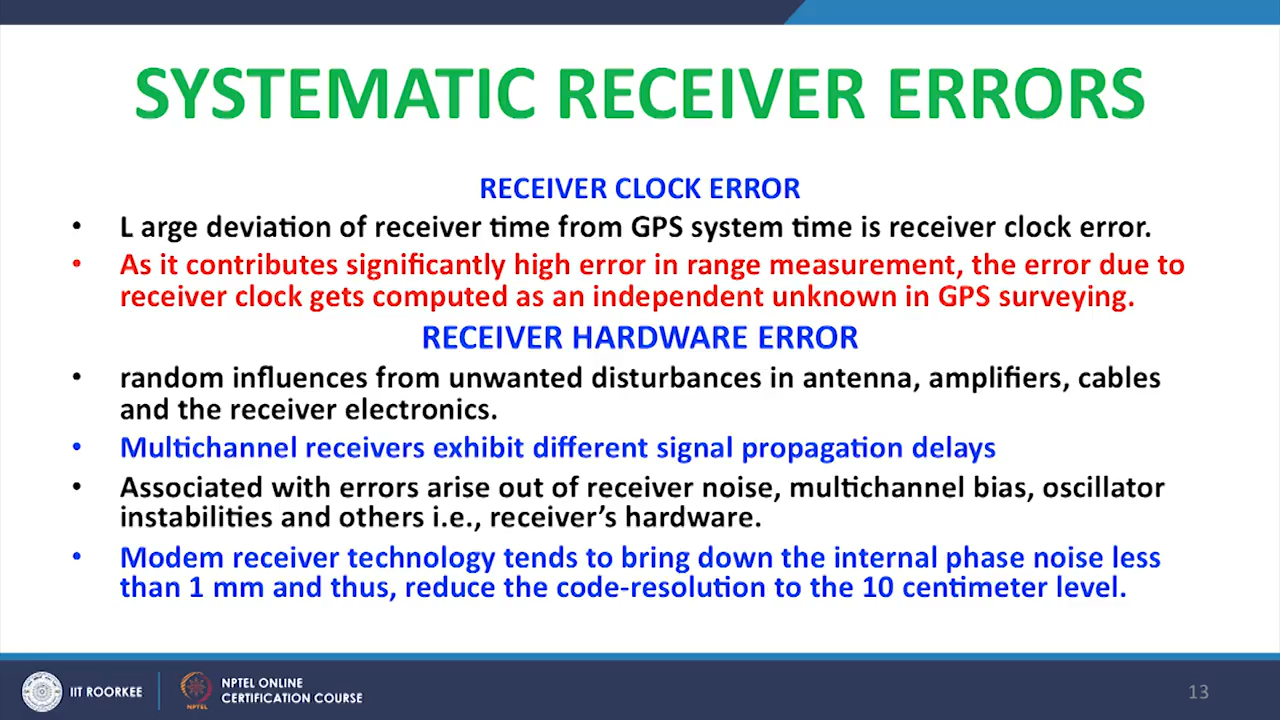 SYSTEMATIC RECEIVER ERRORS
RECEIVER CLOCK ERROR
• L arge deviation of receiver time from GPS system time is receiver clock error.
• As it contributes significantly high error in range measurement, the error due to
receiver clock gets computed as an independent unknown in GPS surveying.
RECEIVER HARDWARE ERROR
• random influences from unwanted disturbances in antenna, amplifiers, cables
and the receiver electronics.
• Multichannel receivers exhibit different signal propagation delays
• Associated with errors arise out of receiver noise, multichannel bias, oscillator
instabilities and others i.e., receiver’s hardware.
• Modem receiver technology tends to bring down the internal phase noise less
than 1 mm and thus, reduce the code-resolution to the 10 centimeter level.
IIT ROORKEE
NPTEL
NPTEL ONLINE
CERTIFICATION COURSE
13